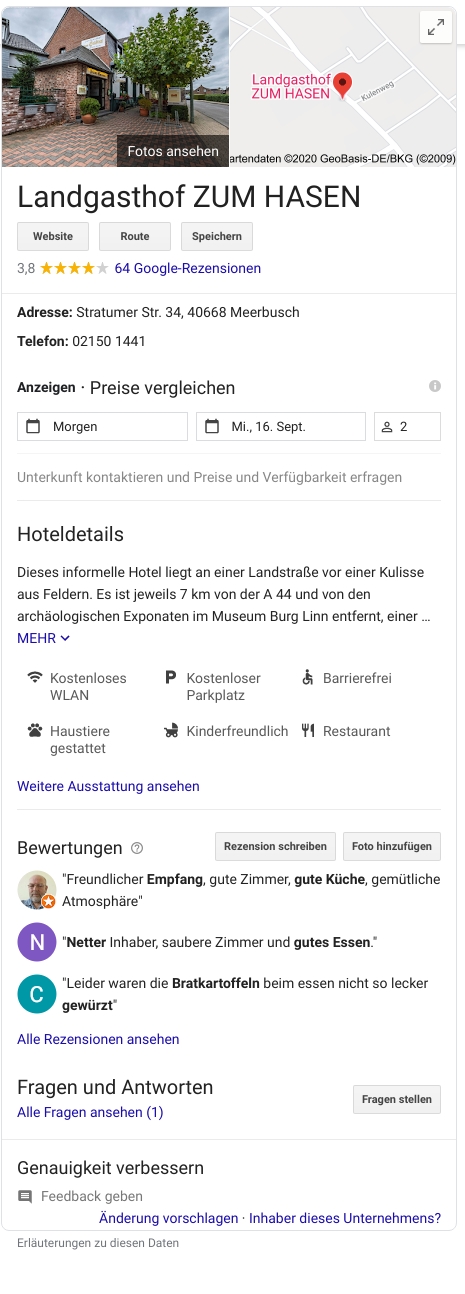 Landgasthof
ZUM HASEN
Kulenweg
Fotos ansehen
artendaten ©2020 GeoBasis-DE/BKG (©2009)
Landgasthof ZUM HASEN
Website
Route
Speichern
3,8 64 Google-Rezensionen
Adresse: Stratumer Str. 34, 40668 Meerbusch
Telefon: 02150 1441
Anzeigen · Preise vergleichen
Morgen
Mi., 16. Sept.
2
Unterkunft kontaktieren und Preise und Verfügbarkeit erfragen
Hoteldetails
Dieses informelle Hotel liegt an einer Landstraße vor einer Kulisse
aus Feldern. Es ist jeweils 7 km von der A 44 und von den
archäologischen Exponaten im Museum Burg Linn entfernt, einer ...
MEHR
Kostenloses
WLAN
Kostenloser
Parkplatz
Barrierefrei
Haustiere
gestattet
Kinderfreundlich
Restaurant
Weitere Ausstattung ansehen
Bewertungen
Rezension schreiben
Foto hinzufügen
"Freundlicher Empfang, gute Zimmer, gute Küche, gemütliche
Atmosphäre"
N
"Netter Inhaber, saubere Zimmer und gutes Essen."
C
"Leider waren die Bratkartoffeln beim essen nicht so lecker
gewürzt"
Alle Rezensionen ansehen
Fragen und Antworten
Alle Fragen ansehen (1)
Fragen stellen
Genauigkeit verbessern
Feedback geben
Änderung vorschlagen · Inhaber dieses Unternehmens?
Erläuterungen zu diesen Daten